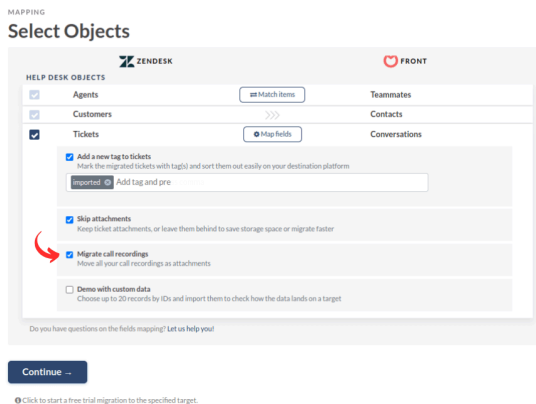 MAPPING
Select Objects
ZENDESK
FRONT
HELP DESK OBJECTS
Agents
Match items
Teammates
Customers
Contacts
Tickets
Map fields
Conversations
Add a new tag to tickets
Mark the migrated tickets with tag(s) and sort them out easily on your destination platform
imported
Add tag and pre
Skip attachments
Keep ticket attachments, or leave them behind to save storage space or migrate faster
Migrate call recordings
Move all your call recordings as attachments
Demo with custom data
Choose up to 20 records by IDs and import them to check how the data lands on a target
Do you have questions on the fields mapping? Let us help you!
Continue →
Click to start a free trial migration to the specified target.